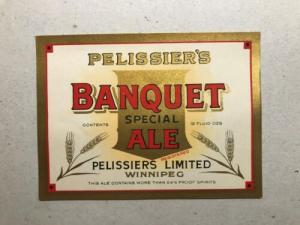 PELISSIER'S
BANQUET
SPECIAL
CONTENTS 12 FLUID OZS
ALE
REGISTERED
PELISSIERS LIMITED
WINNIPEG
THIS ALE CONTAINS MORE THAN 2½% PROOF SPIRITS